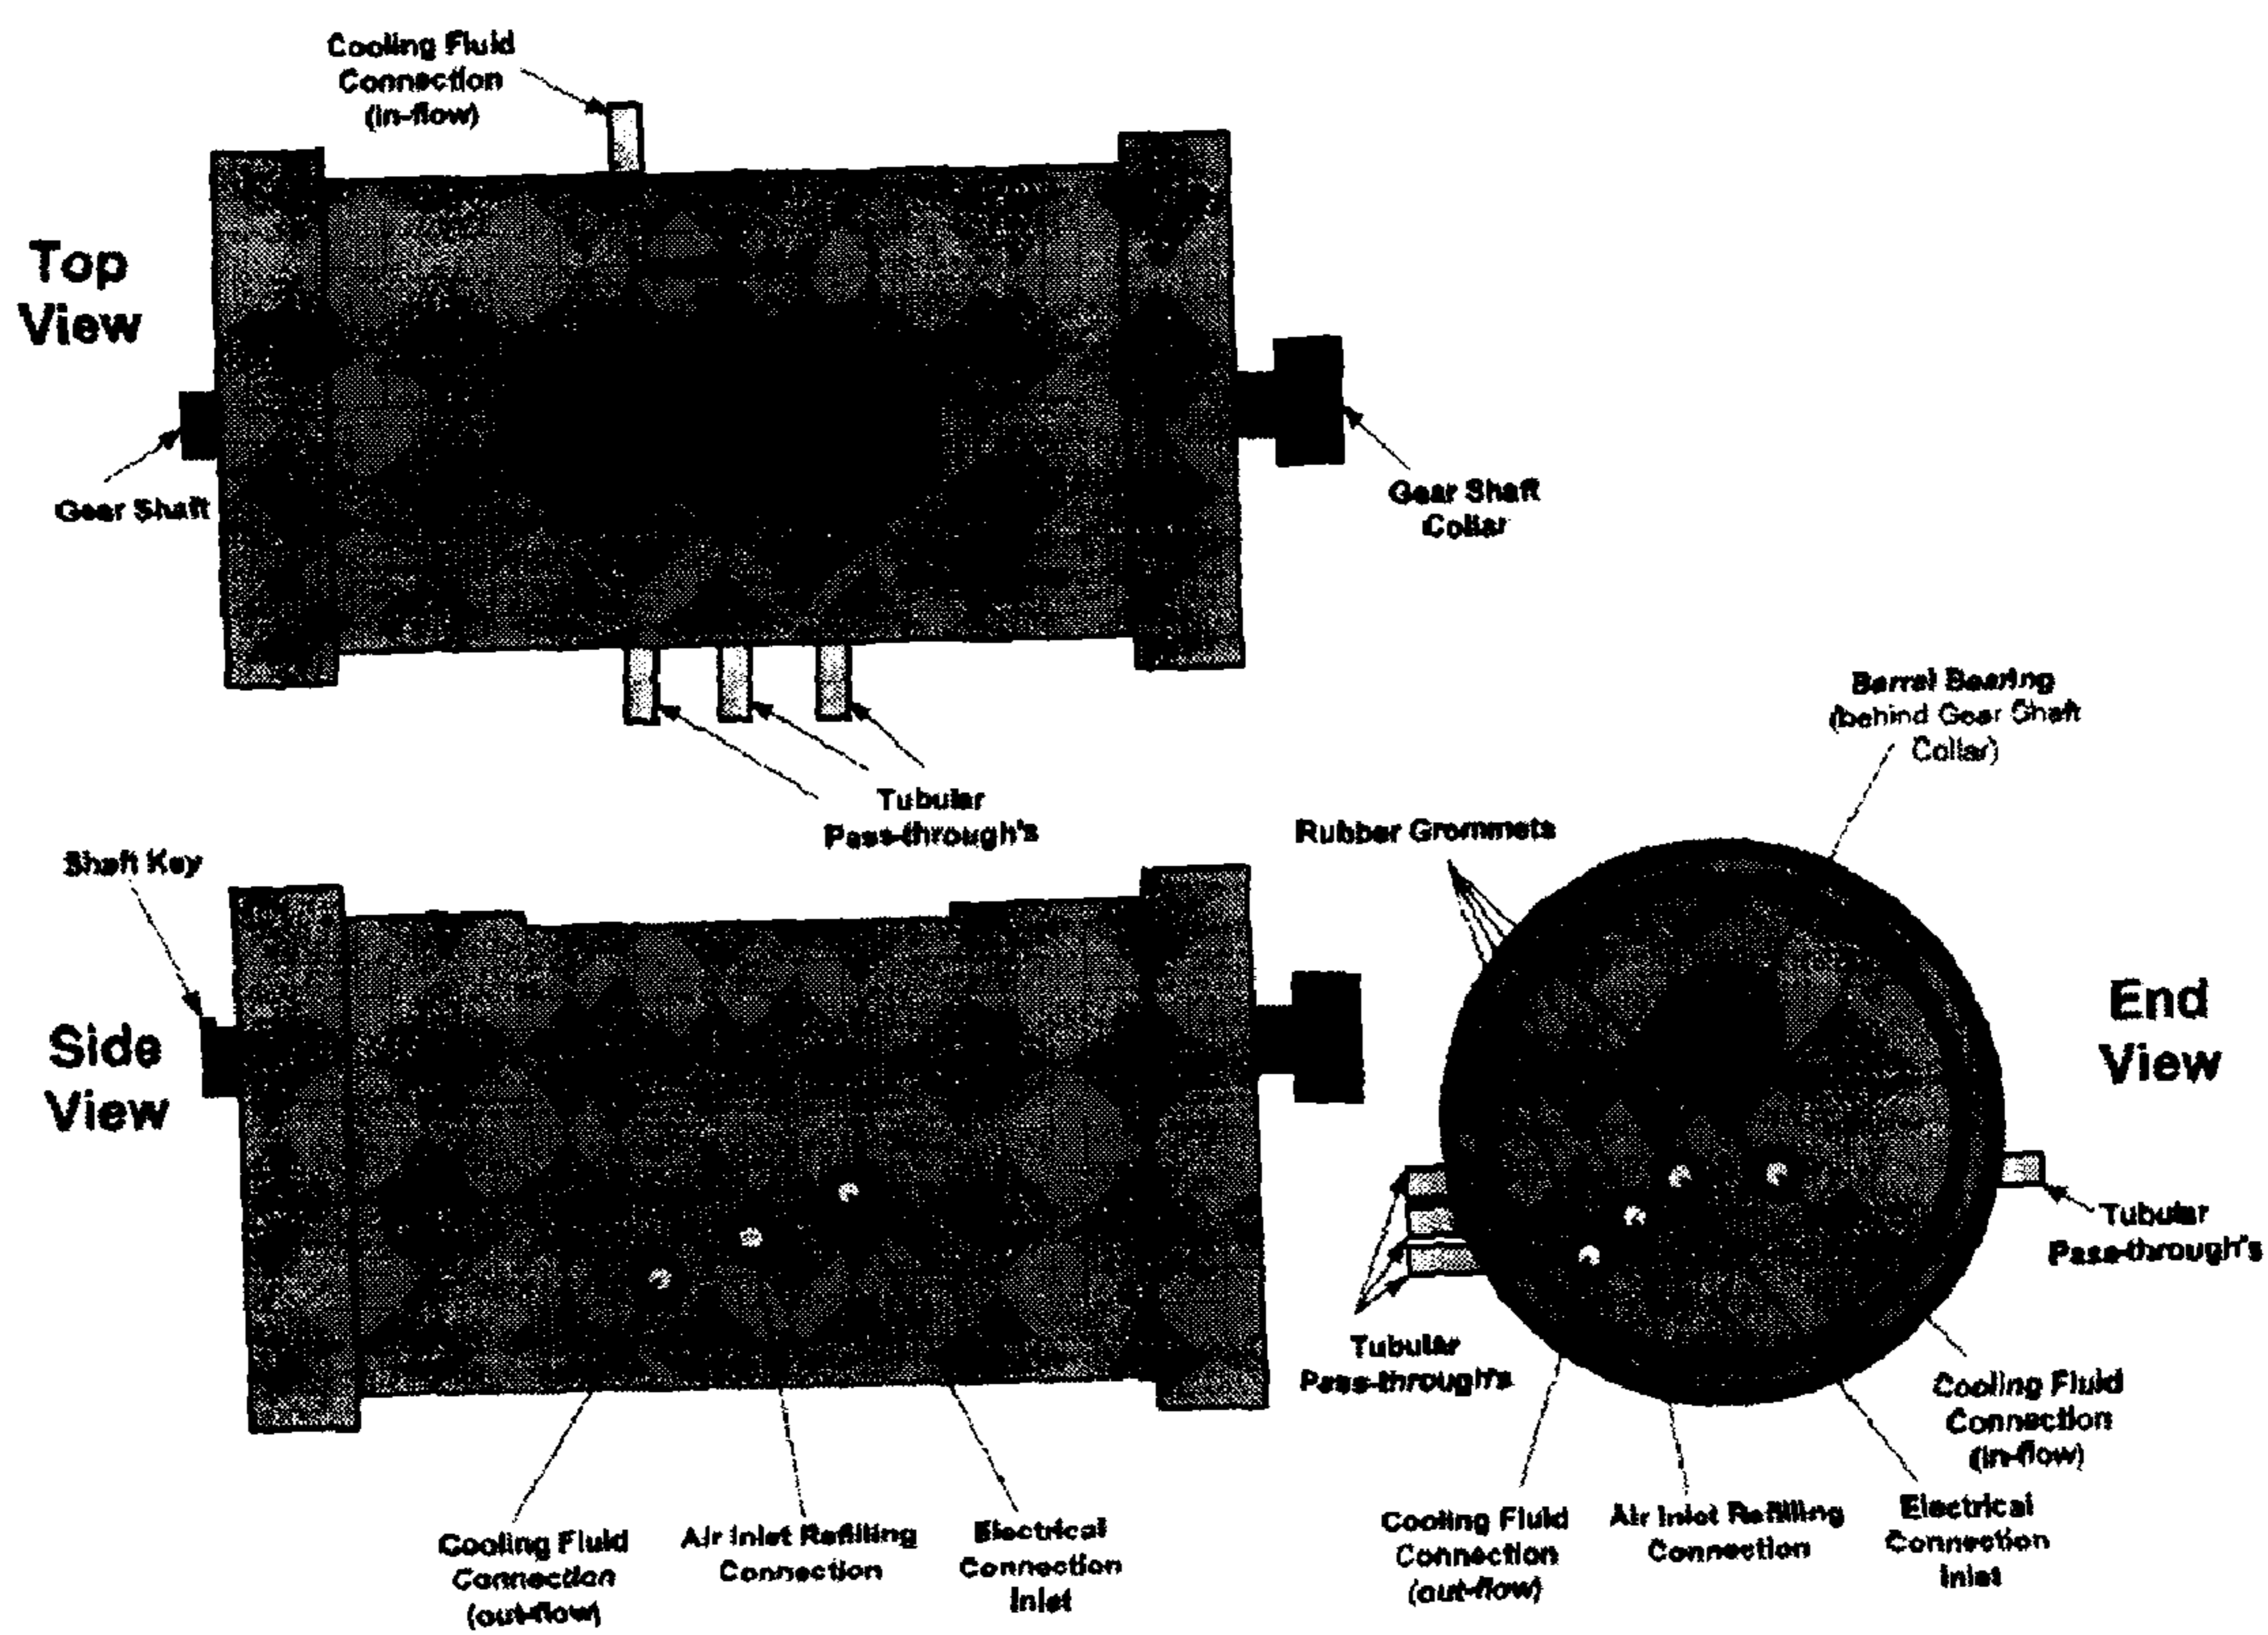 Cooling Fluid
Connection
(in-flow)
Top
View
Gear Shaft
Gear Shaft
Collar
Tubular
Pass-through's
Barrel Bearing
(behind Gear Shaft
Collar)
Shaft Key
Rubber Grommets
Side
View
End
View
Tubular
Pass-through's
Tubular
Pass-through's
Cooling Fluid
Connection
(in-flow)
Cooling Fluid
Connection
(out-flow)
Air Inlet Refilling
Connection
Electrical
Connection
Inlet
Cooling Fluid
Connection
(out-flow)
Air Inlet Refilling
Connection
Electrical
Connection
Inlet